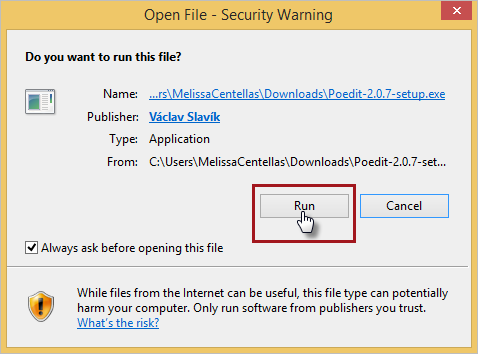 Open File - Security Warning
Do you want to run this file?
Name: ...rs\MelissaCentellas\Downloads\Poedit-2.0.7-setup.exe
Publisher: Václav Slavík
Type: Application
From: C:\Users\MelissaCentellas\Downloads\Poedit-2.0.7-set...
Run Cancel
Always ask before opening this file
While files from the Internet can be useful, this file type can potentially
harm your computer. Only run software from publishers you trust.
What's the risk?